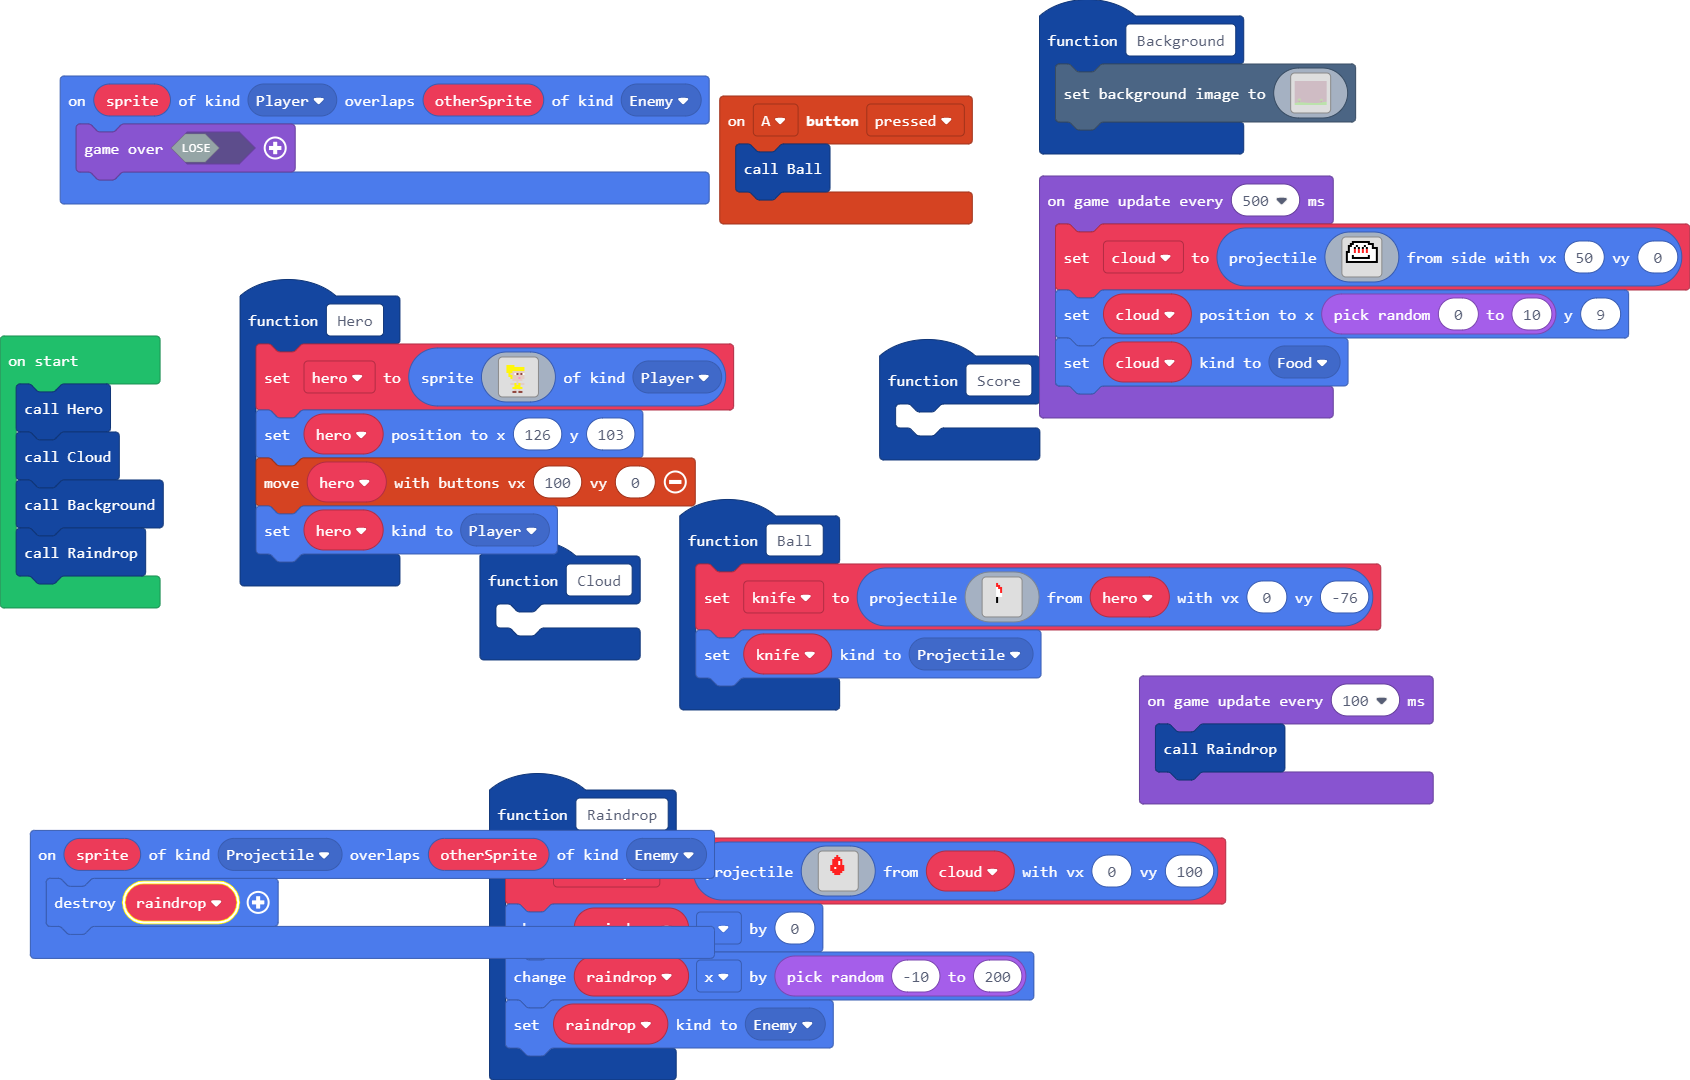 function Background
set background image to
on sprite of kind Player overlaps otherSprite of kind Enemy
game over LOSE
on A button pressed
call Ball
on game update every 500 ms
set cloud to projectile from side with vx 50 vy 0
set cloud position to x pick random 0 to 10 y 9
set cloud kind to Food
function Hero
set hero to sprite of kind Player
set hero position to x 126 y 103
move hero with buttons vx 100 vy 0
set hero kind to Player
on start
call Hero
call Cloud
call Background
call Raindrop
function Score
function Cloud
function Ball
set knife to projectile from hero with vx 0 vy -76
set knife kind to Projectile
on game update every 100 ms
call Raindrop
function Raindrop
on sprite of kind Projectile overlaps otherSprite of kind Enemy
destroy raindrop
from cloud with vx 0 vy 100
by 0
change raindrop x by pick random -10 to 200
set raindrop kind to Enemy